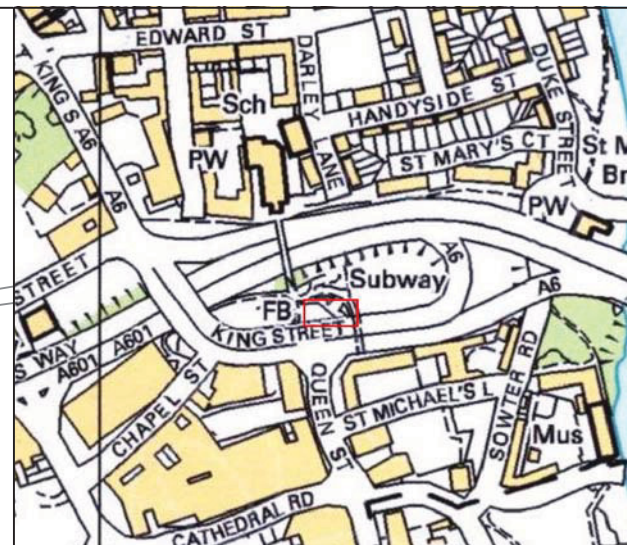 EDWARD ST
DARLEY LANE
DUKE STREET
T KING'S A6
Sch
HANDYSIDE ST
PW
ST MARY'S CT
St M
Br
A6
PW
STREET
A6
Subway
A6
FB
KING STREET
S WAY
A601
A601
CHAPEL ST
QUEEN ST
ST MICHAEL'S L
SOWTER RD
Mus
CATHEDRAL RD